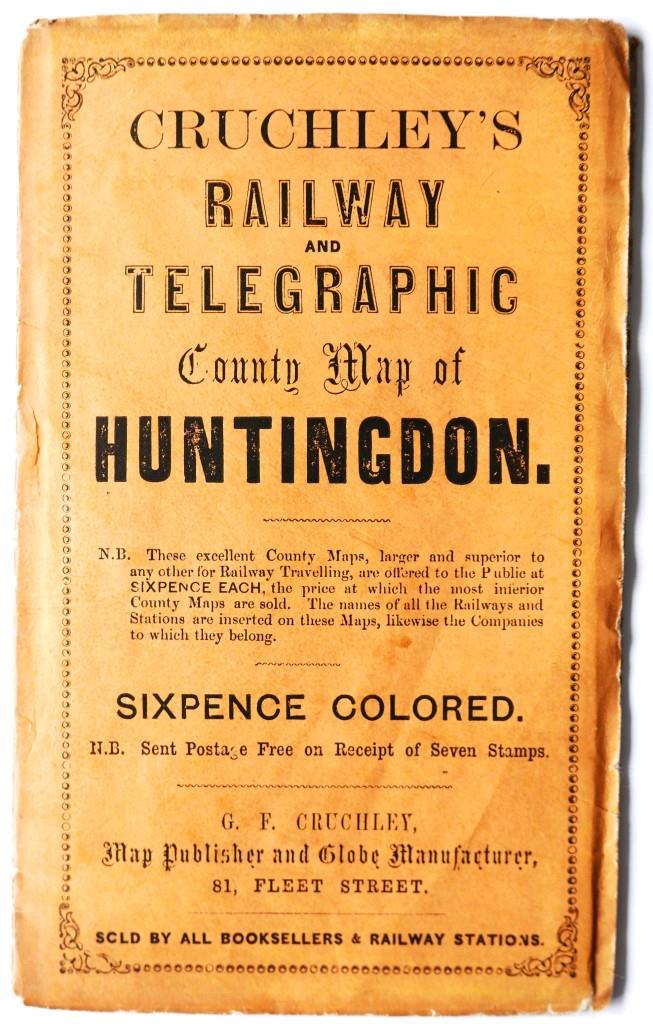 CRUCHLEY'S
RAILWAY
AND
TELEGRAPHIC
County Map of
HUNTINGDON.
N.B. These excellent County Maps, larger and superior to
any other for Railway Travelling, are offered to the Public at
SIXPENCE EACH, the price at which the most inferior
County Maps are sold. The names of all the Railways and
Stations are inserted on these Maps, likewise the Companies
to which they belong.
SIXPENCE COLORED.
N.B. Sent Postage Free on Receipt of Seven Stamps.
G. F. CRUCHLEY,
Map Publisher and Globe Manufacturer,
81, FLEET STREET.
SOLD BY ALL BOOKSELLERS & RAILWAY STATIONS.